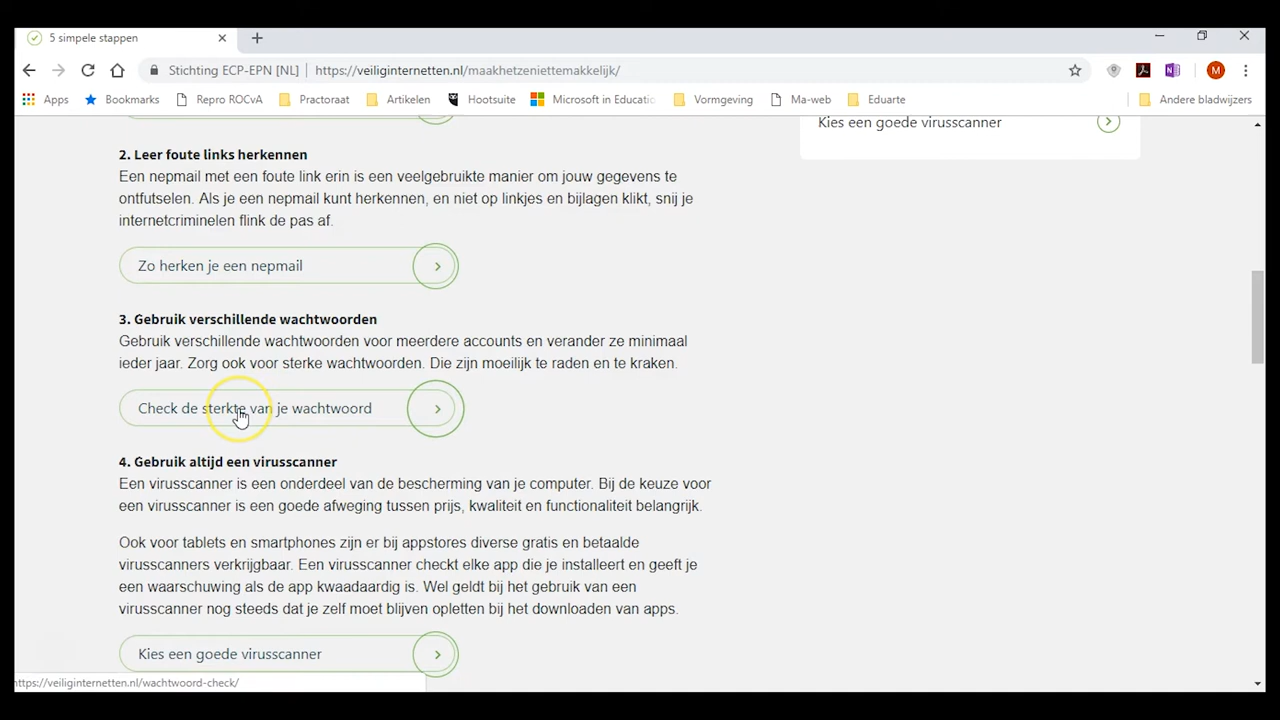 5 simpele stappen
Stichting ECP-EPN [NL]
https://veiliginternetten.nl/maakhetzeniettemakkelijk/
M
Apps
Bookmarks
Repro ROCvA
Practoraat
Artikelen
Hootsuite
Microsoft in Educatio
Vormgeving
Ma-web
Eduarte
Andere bladwijzers
Kies een goede virusscanner
2. Leer foute links herkennen
Een nepmail met een foute link erin is een veelgebruikte manier om jouw gegevens te
ontfutselen. Als je een nepmail kunt herkennen, en niet op linkjes en bijlagen klikt, snij je
internetcriminelen flink de pas af.
Zo herken je een nepmail
3. Gebruik verschillende wachtwoorden
Gebruik verschillende wachtwoorden voor meerdere accounts en verander ze minimaal
ieder jaar. Zorg ook voor sterke wachtwoorden. Die zijn moeilijk te raden en te kraken.
Check de sterkte van je wachtwoord
4. Gebruik altijd een virusscanner
Een virusscanner is een onderdeel van de bescherming van je computer. Bij de keuze voor
een virusscanner is een goede afweging tussen prijs, kwaliteit en functionaliteit belangrijk.
Ook voor tablets en smartphones zijn er bij appstores diverse gratis en betaalde
virusscanners verkrijgbaar. Een virusscanner checkt elke app die je installeert en geeft je
een waarschuwing als de app kwaadaardig is. Wel geldt bij het gebruik van een
virusscanner nog steeds dat je zelf moet blijven opletten bij het downloaden van apps.
Kies een goede virusscanner
https://veiliginternetten.nl/wachtwoord-check/